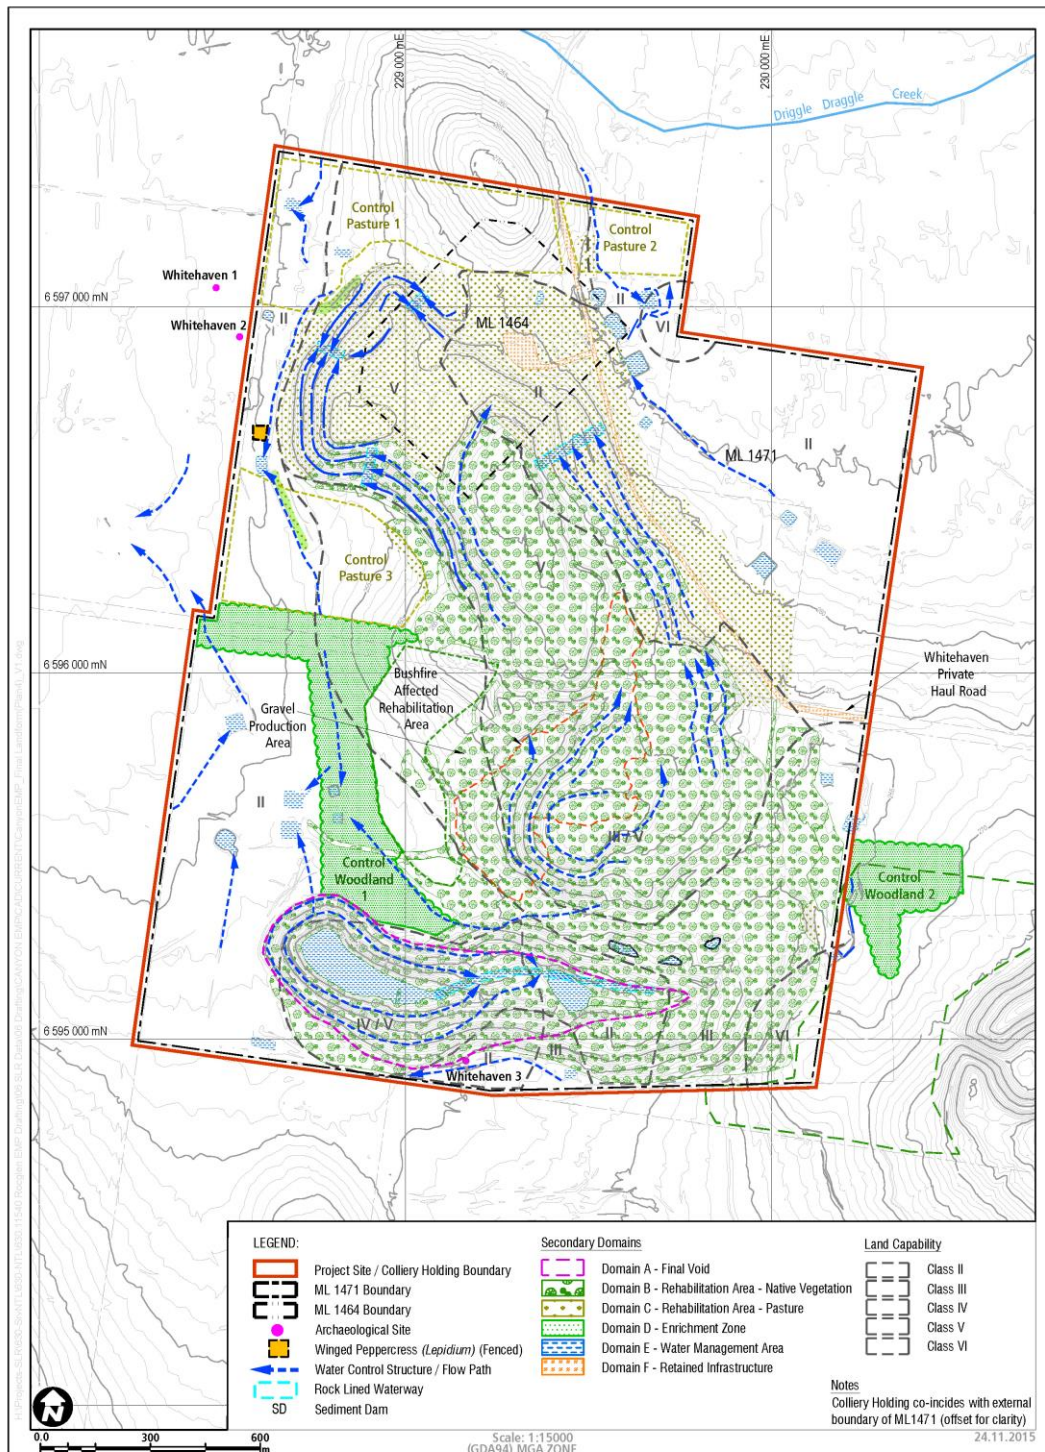 229 000 mE
230 000 mE
Driggle Draggle Creek
Control
Pasture 1
Control
Pasture 2
Whitehaven 1
6 597 000 mN
II
ML 1464
VI
Whitehaven 2
II
V
II
V
ML 1471
II
Control
Pasture 3
V
6 596 000 mN
Bushfire
Affected
Rehabilitation
Area
Gravel
Production
Area
Whitehaven
Private
Haul Road
II
III / V
Control
Woodland
1
Control
Woodland 2
6 595 000 mN
IV / V
II
III
II
III
VI
Whitehaven 3
LEGEND:
Project Site / Colliery Holding Boundary
ML 1471 Boundary
ML 1464 Boundary
Archaeological Site
Winged Peppercress (Lepidium) (Fenced)
Water Control Structure / Flow Path
Rock Lined Waterway
SD Sediment Dam
Secondary Domains
Domain A - Final Void
Domain B - Rehabilitation Area - Native Vegetation
Domain C - Rehabilitation Area - Pasture
Domain D - Enrichment Zone
Domain E - Water Management Area
Domain F - Retained Infrastructure
Land Capability
Class II
Class III
Class IV
Class V
Class VI
Notes
Colliery Holding co-incides with external
boundary of ML1471 (offset for clarity)
N
0.0 300 600
m
Scale: 1:15000
(GDA94) MGA ZONE
24.11.2015